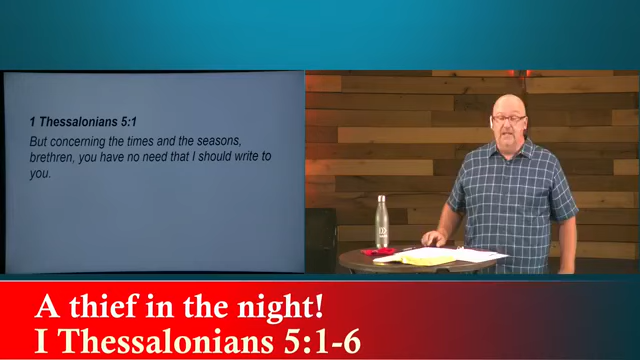 1 Thessalonians 5:1
But concerning the times and the seasons,
brethren, you have no need that I should write to
you.
A thief in the night!
I Thessalonians 5:1-6